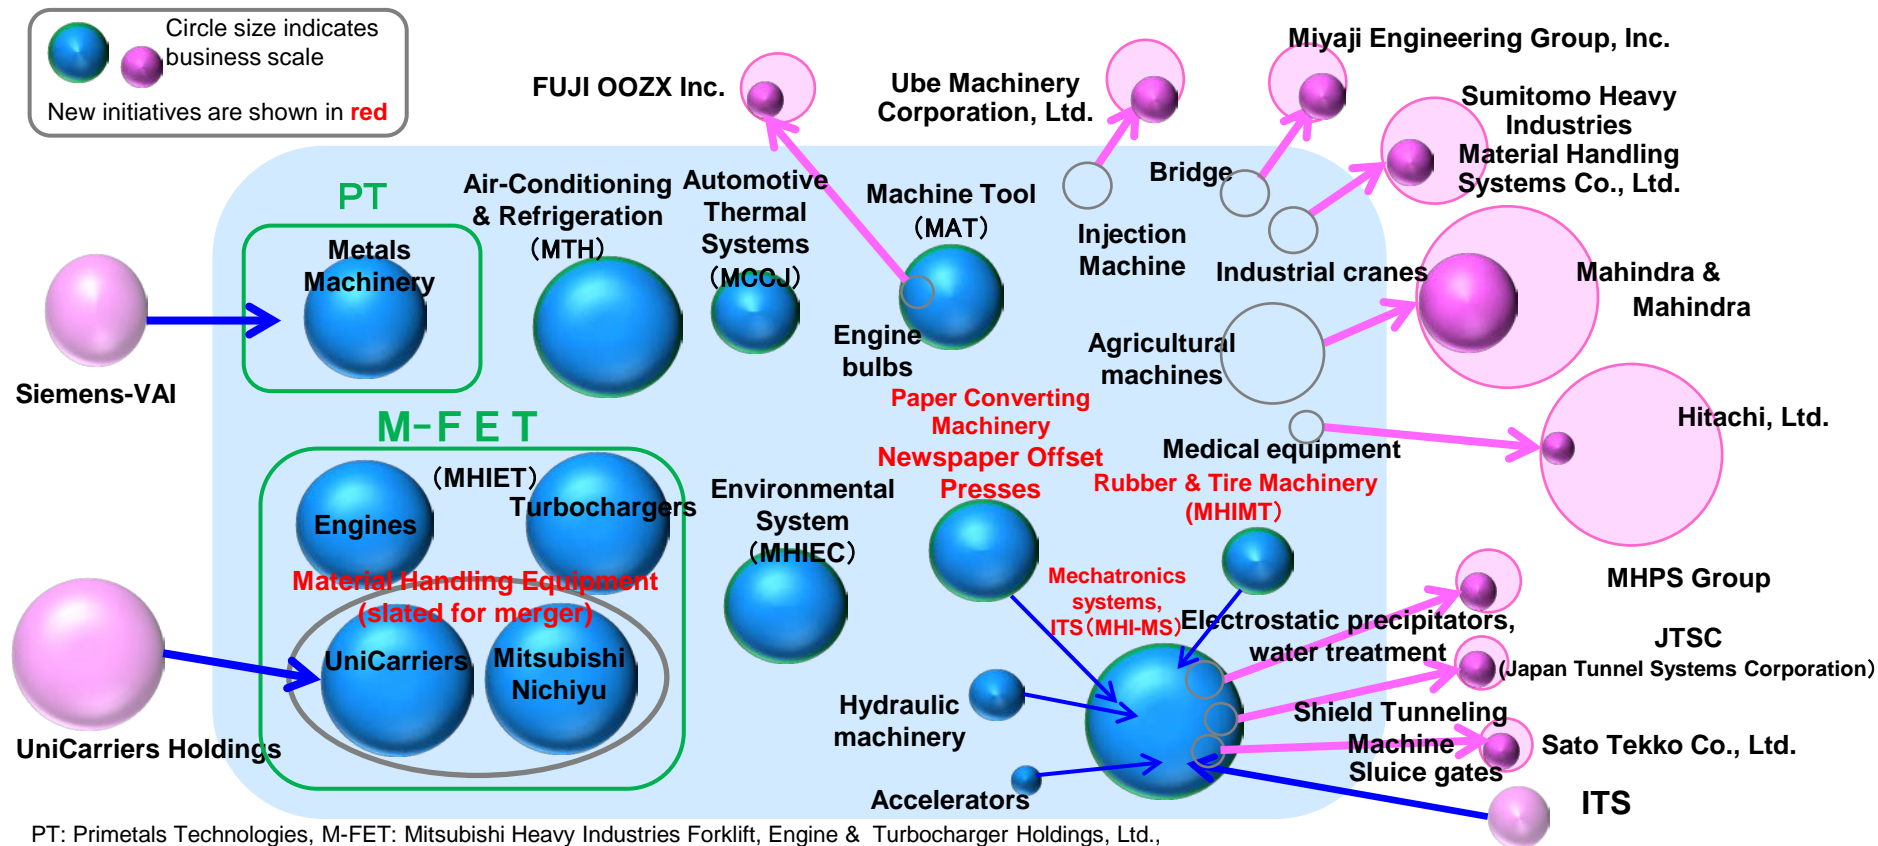 Circle size indicates
business scale
New initiatives are shown in red
FUJI OOZX Inc.
Ube Machinery
Corporation, Ltd.
Miyaji Engineering Group, Inc.
Sumitomo Heavy
Industries
Material Handling
Systems Co., Ltd.
PT
Metals
Machinery
Air-Conditioning
& Refrigeration
（MTH）
Automotive
Thermal
Systems
（MCCJ）
Machine Tool
（MAT）
Engine
bulbs
Injection
Machine
Bridge
Industrial cranes
Mahindra &
Mahindra
Agricultural
machines
Siemens-VAI
Medical equipment
Hitachi, Ltd.
M-FET
（MHIET）
Engines
Turbochargers
Material Handling Equipment
(slated for merger)
UniCarriers
Mitsubishi
Nichiyu
UniCarriers Holdings
Environmental
System
（MHIEC）
Paper Converting
Machinery
Newspaper Offset
Presses
Rubber & Tire Machinery
(MHIMT）
Mechatronics
systems,
ITS（MHI-MS）
Electrostatic precipitators,
water treatment
MHPS Group
JTSC
(Japan Tunnel Systems Corporation）
Hydraulic
machinery
Accelerators
Shield Tunneling
Machine
Sluice gates
Sato Tekko Co., Ltd.
ITS
PT: Primetals Technologies, M-FET: Mitsubishi Heavy Industries Forklift, Engine & Turbocharger Holdings, Ltd.,